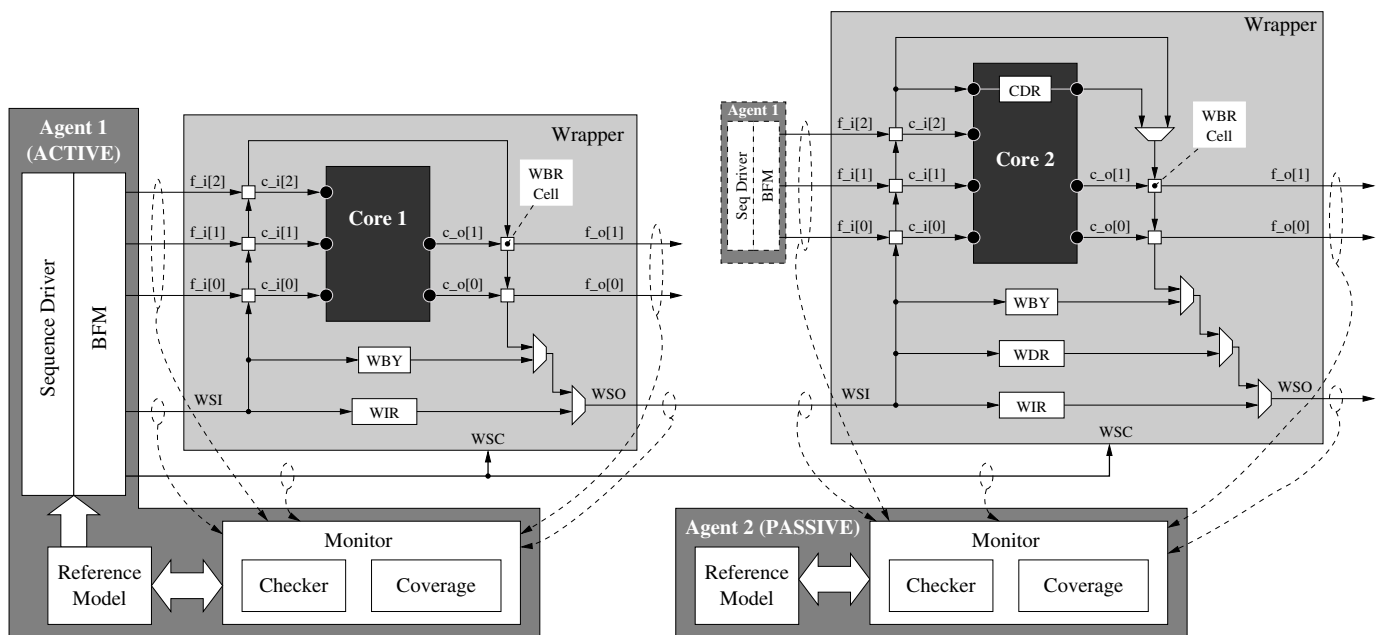 Agent 1
(ACTIVE)
Sequence Driver
BFM
f_i[2]
f_i[1]
f_i[0]
WSI
Wrapper
c_i[2]
c_i[1]
c_i[0]
Core 1
c_o[1]
c_o[0]
WBR
Cell
f_o[1]
f_o[0]
WBY
WIR
WSO
WSC
Reference
Model
Monitor
Checker
Coverage
Agent 1
Seq Driver
BFM
f_i[2]
f_i[1]
f_i[0]
WSI
Wrapper
c_i[2]
c_i[1]
c_i[0]
CDR
Core 2
c_o[1]
c_o[0]
WBR
Cell
f_o[1]
f_o[0]
WBY
WDR
WIR
WSO
WSC
Agent 2 (PASSIVE)
Reference
Model
Monitor
Checker
Coverage